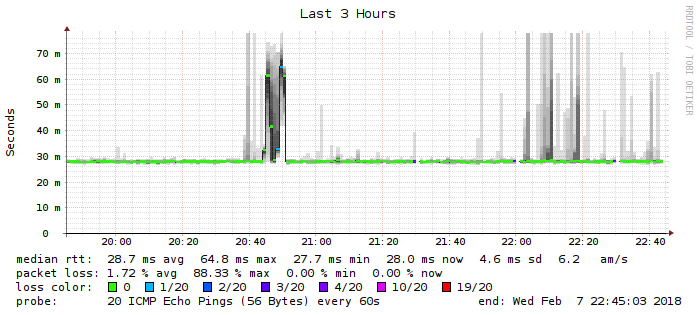 Last 3 Hours
RRDTOOL / TOBI OETIKER
Seconds
70 m
60 m
50 m
40 m
30 m
20 m
10 m
0
20:00 20:20 20:40 21:00 21:20 21:40 22:00 22:20 22:40
median rtt: 28.7 ms avg 64.8 ms max 27.7 ms min 28.0 ms now 4.6 ms sd 6.2 am/s
packet loss: 1.72 % avg 88.33 % max 0.00 % min 0.00 % now
loss color: 0 1/20 2/20 3/20 4/20 10/20 19/20
probe: 20 ICMP Echo Pings (56 Bytes) every 60s end: Wed Feb 7 22:45:03 2018